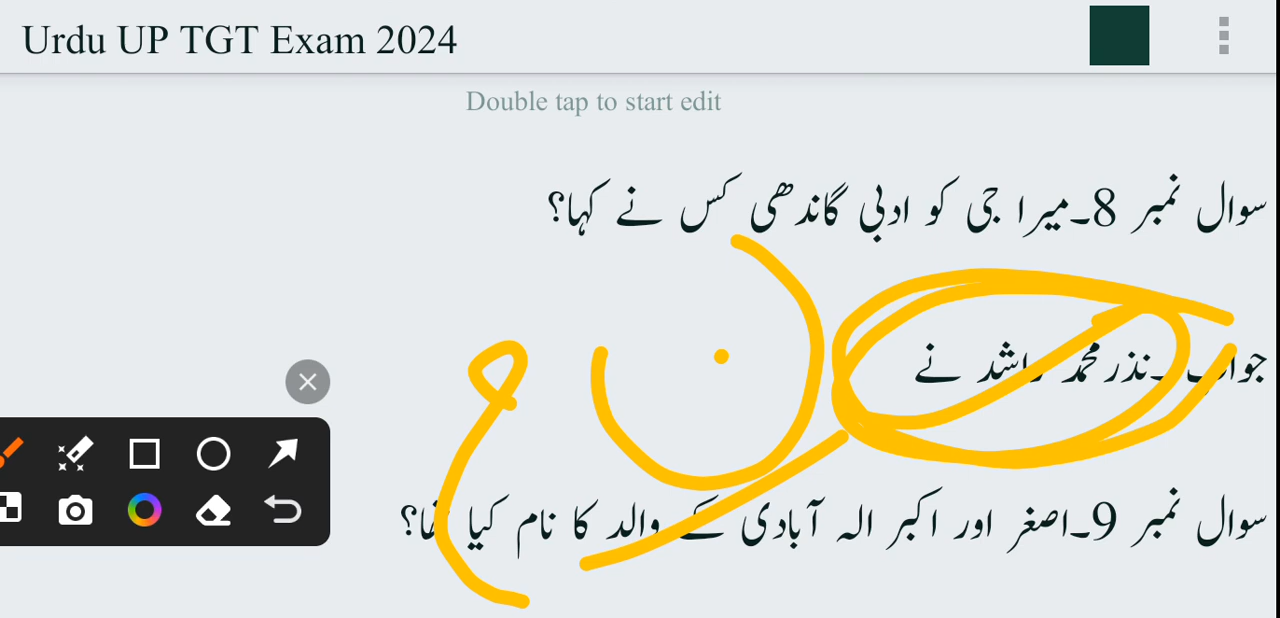 Urdu UP TGT Exam 2024
Double tap to start edit
سوال نمبر 8۔میرا جی کو ادبی گاندھی کس نے کہا؟
جواب۔نذر محمد راشد نے
ن م
سوال نمبر 9۔اصغر اور اکبر الہ آبادی کے والد کا نام کیا تھا؟